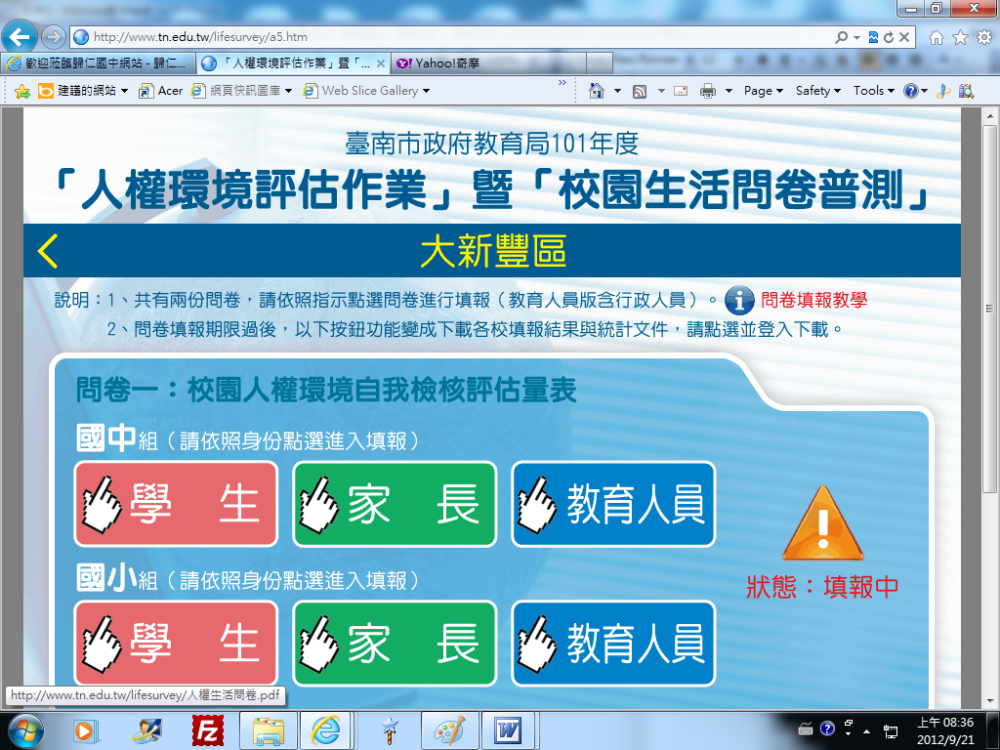 http://www.tn.edu.tw/lifesurvey/a5.htm
歡迎蒞臨歸仁國中網站 - 歸仁...
「人權環境評估作業」暨「...
Yahoo!奇摩
建議的網站
Acer
網頁快訊圖庫
Web Slice Gallery
Page
Safety
Tools
臺南市政府教育局101年度
「人權環境評估作業」暨「校園生活問卷普測」
大新豐區
說明：1、共有兩份問卷，請依照指示點選問卷進行填報（教育人員版含行政人員）。
問卷填報教學
2、問卷填報期限過後，以下按鈕功能變成下載各校填報結果與統計文件，請點選並登入下載。
問卷一：校園人權環境自我檢核評估量表
國中組（請依照身份點選進入填報）
學 生
家 長
教育人員
狀態：填報中
國小組（請依照身份點選進入填報）
學 生
家 長
教育人員
http://www.tn.edu.tw/lifesurvey/人權生活問卷.pdf
上午 08:36
2012/9/21